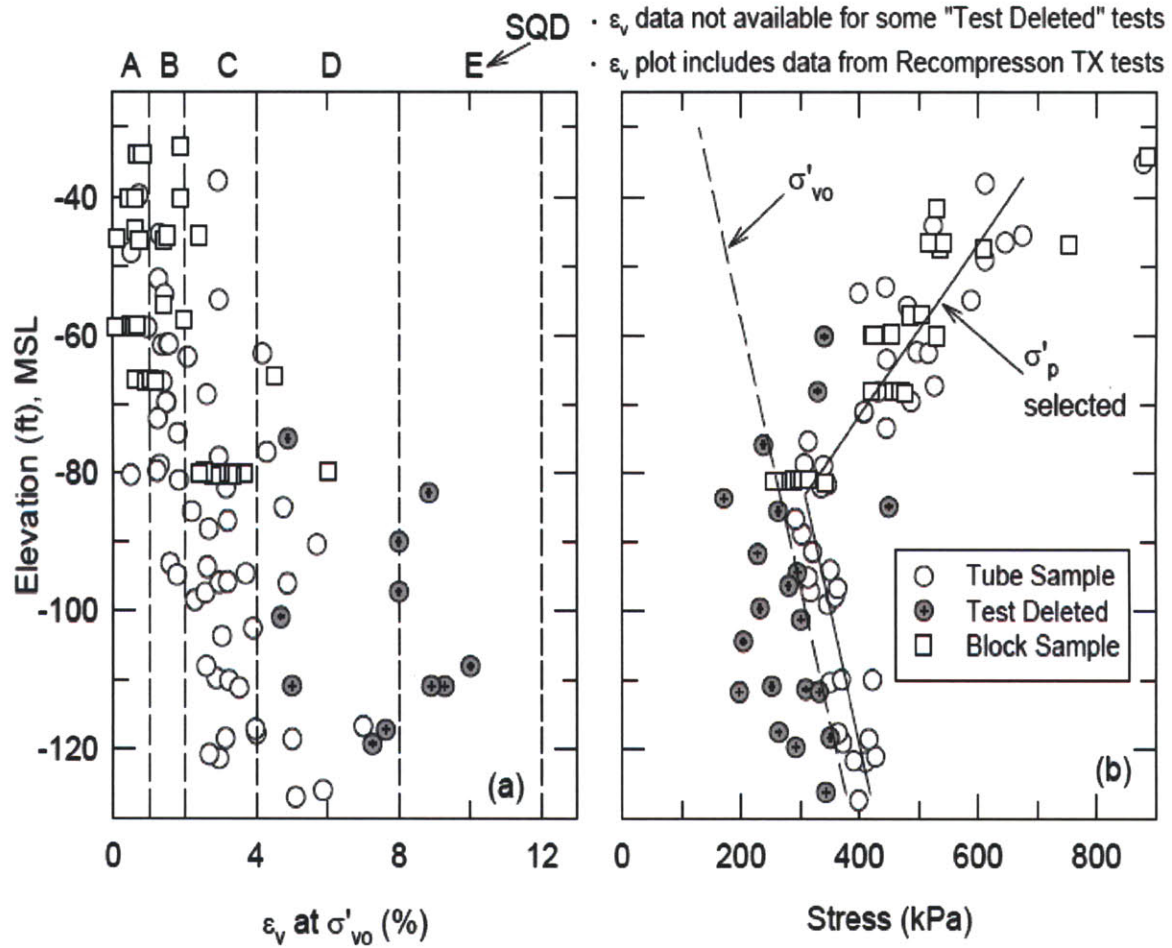 SQD
· εv data not available for some "Test Deleted" tests
· εv plot includes data from Recompresson TX tests
A B C D E
Elevation (ft), MSL
-40
-60
-80
-100
-120
(a)
0 4 8 12
εv at σ'vo (%)
σ'vo
σ'p
selected
Tube Sample
Test Deleted
Block Sample
(b)
0 200 400 600 800
Stress (kPa)